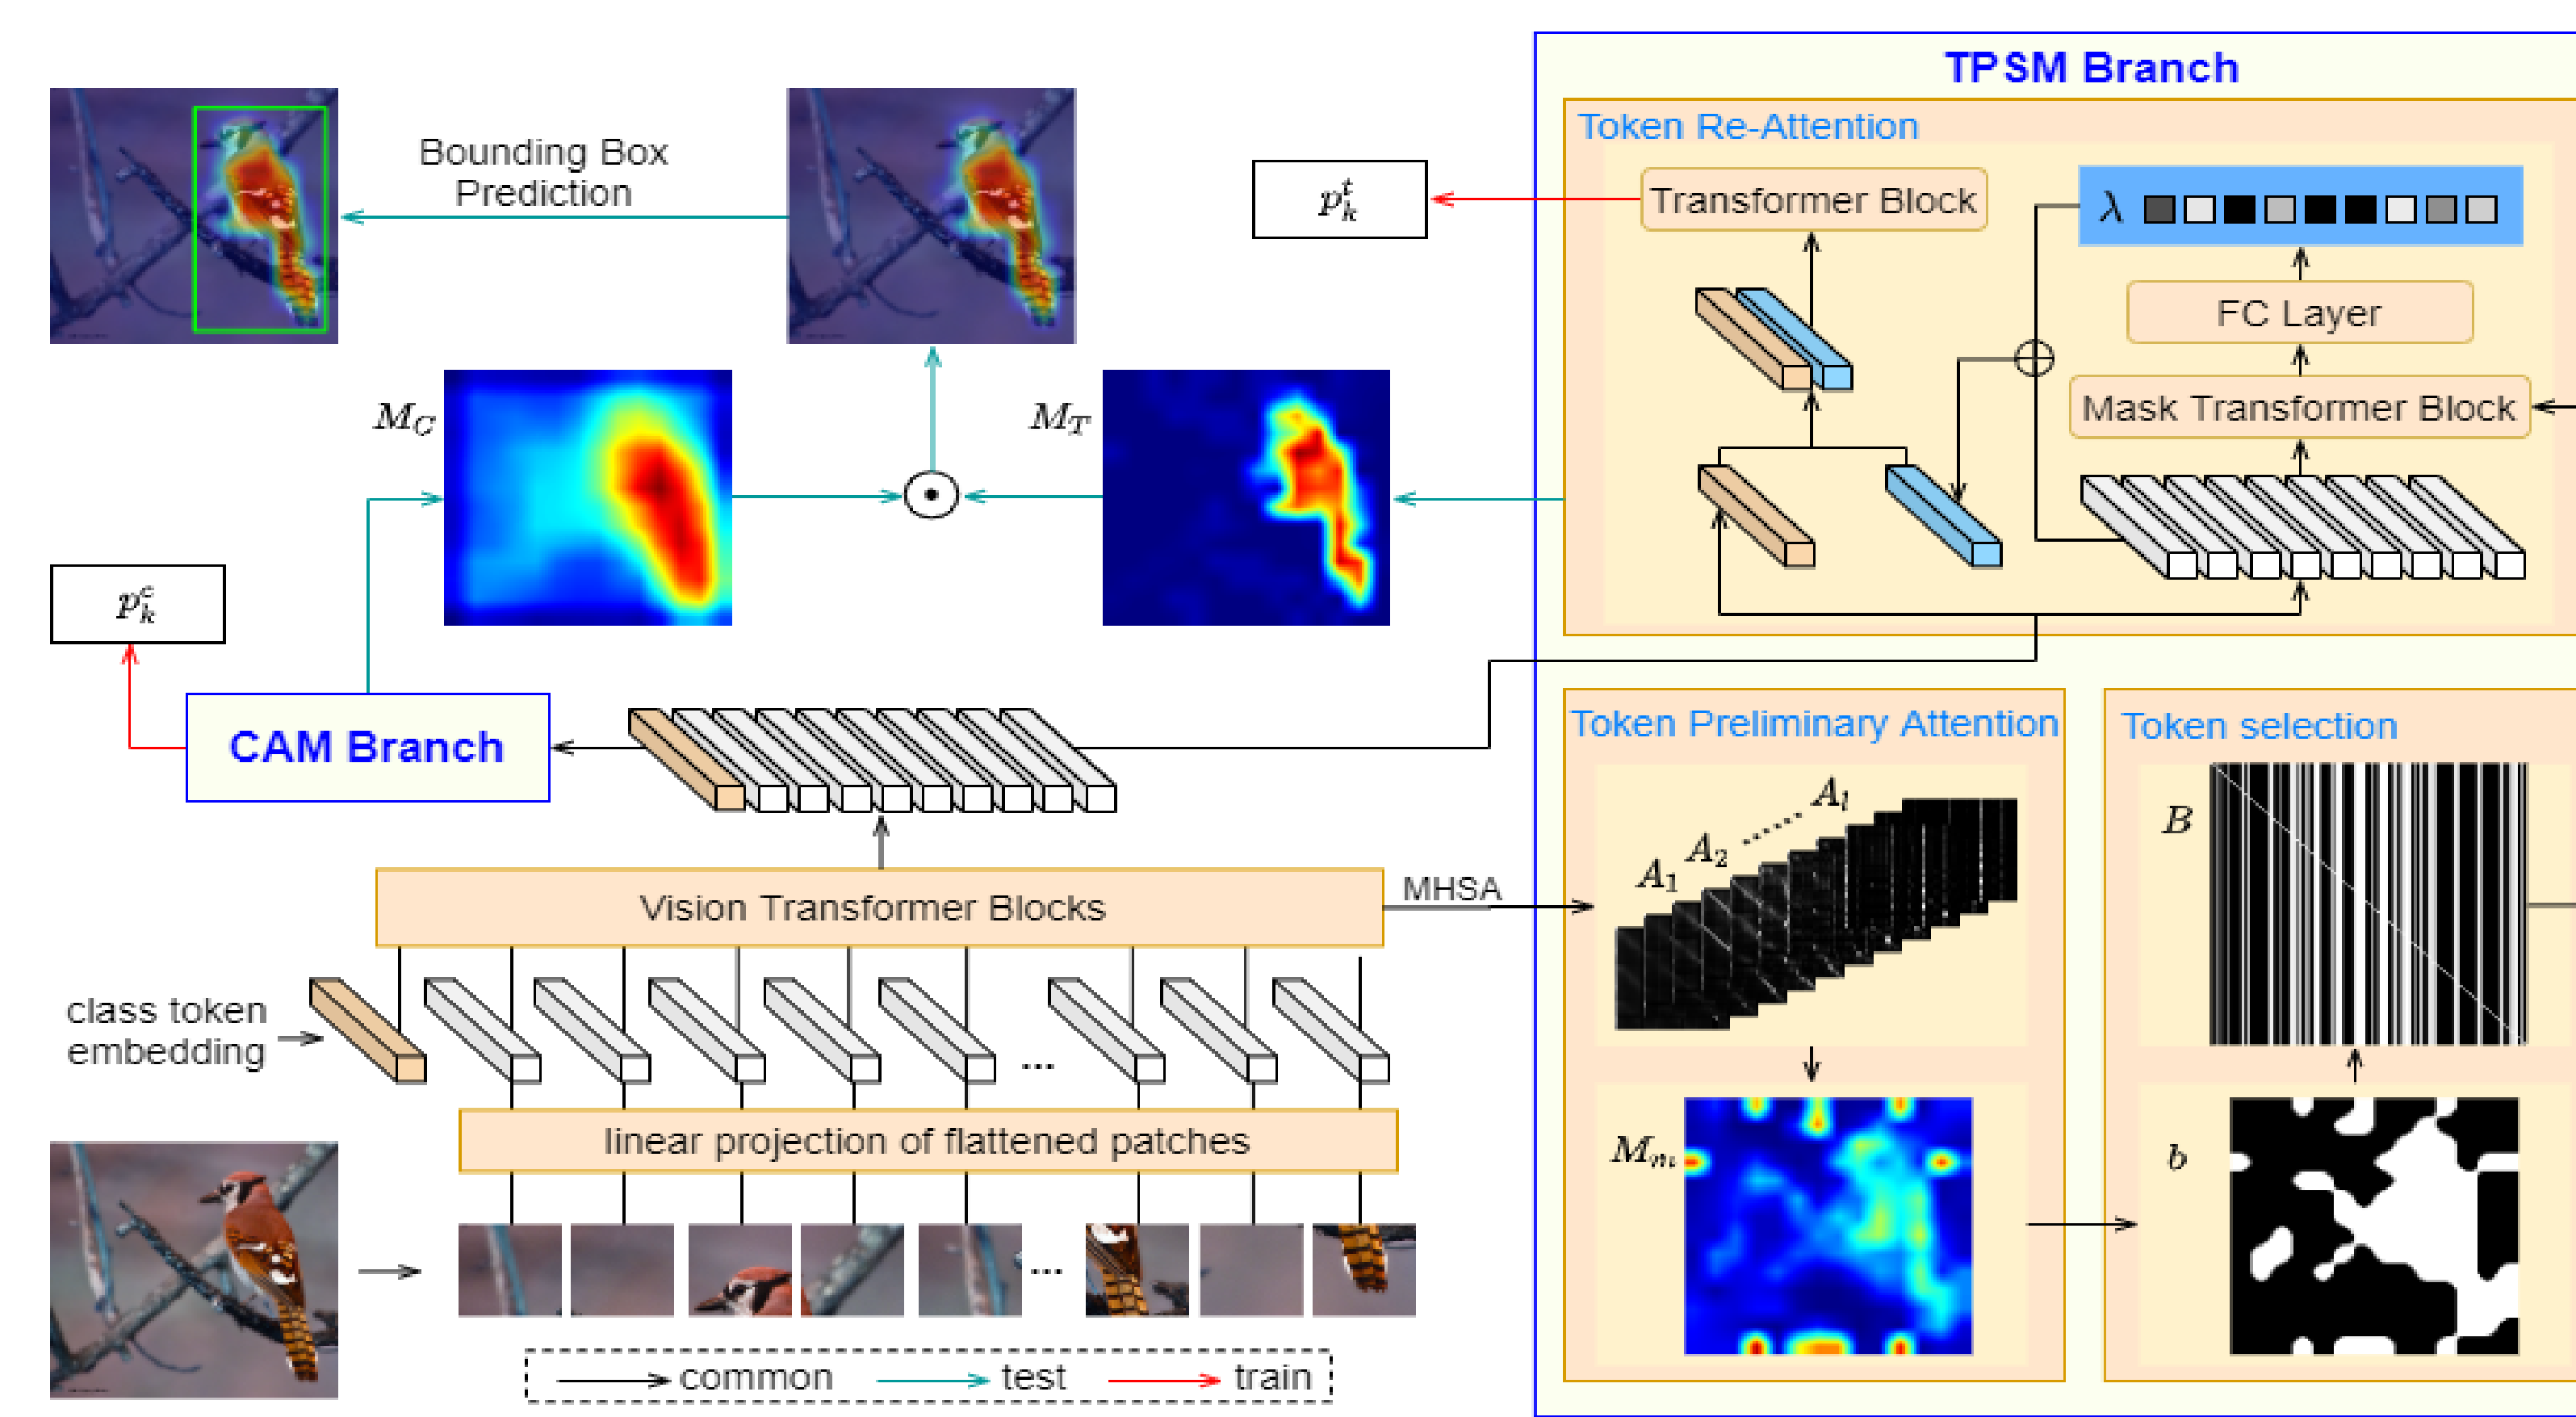 TPSM Branch
Token Re-Attention
Bounding Box
Prediction
$p_k^t$
Transformer Block
λ
FC Layer
Mask Transformer Block
$M_C$
$M_T$
$p_k^c$
CAM Branch
Token Preliminary Attention
Token selection
$A_1$ $A_2$ ...... $A_l$
B
Vision Transformer Blocks
MHSA
class token
embedding
...
linear projection of flattened patches
$M_m$
b
...
common test train